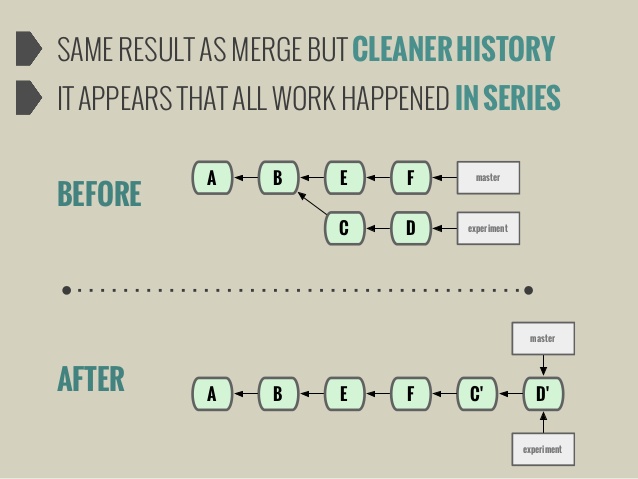 SAME RESULT AS MERGE BUT CLEANER HISTORY
IT APPEARS THAT ALL WORK HAPPENED IN SERIES
BEFORE
A B E F master
C D experiment
master
AFTER
A B E F C' D'
experiment